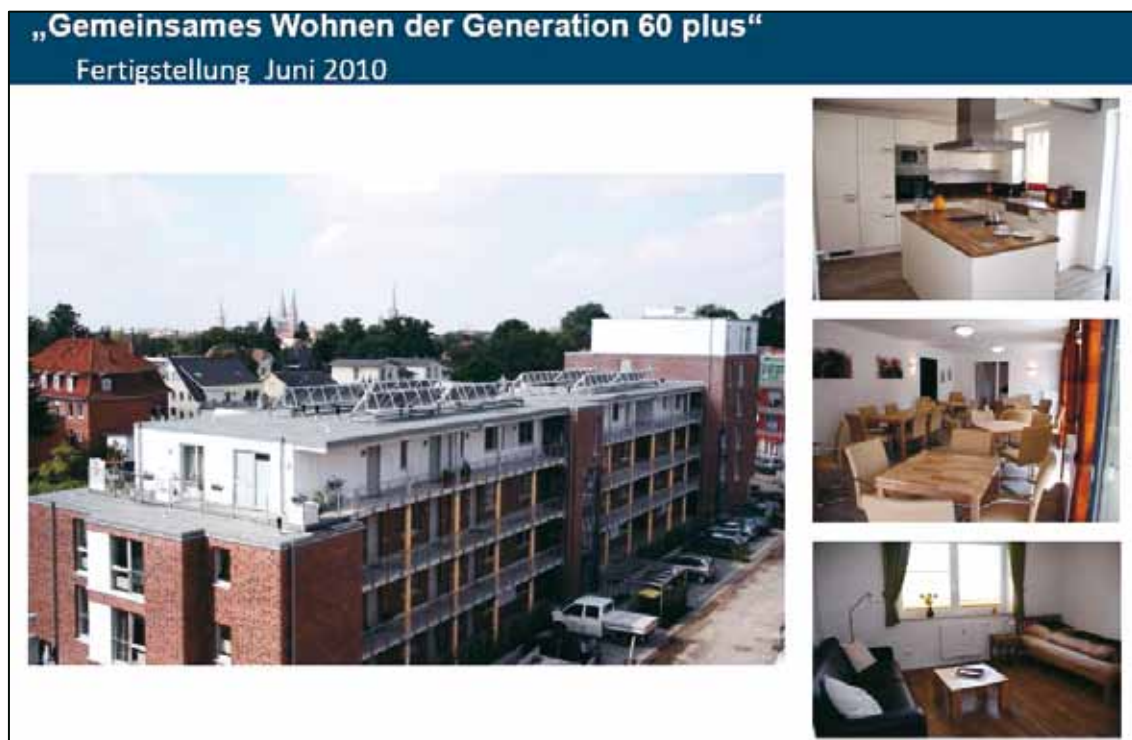 „Gemeinsames Wohnen der Generation 60 plus“
Fertigstellung Juni 2010